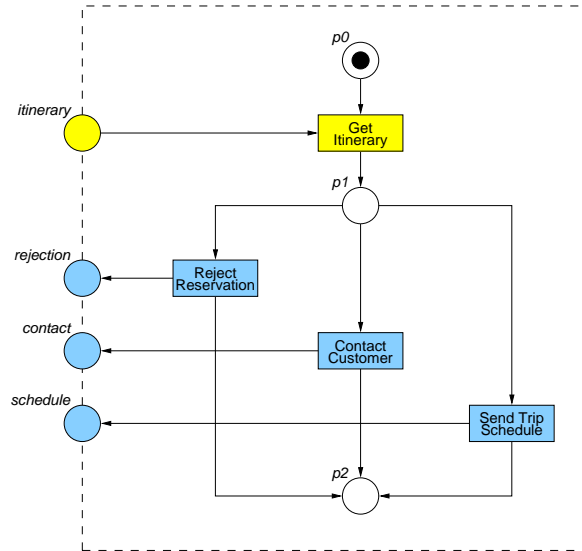 p0
itinerary
Get
Itinerary
p1
rejection
Reject
Reservation
contact
Contact
Customer
schedule
Send Trip
Schedule
p2